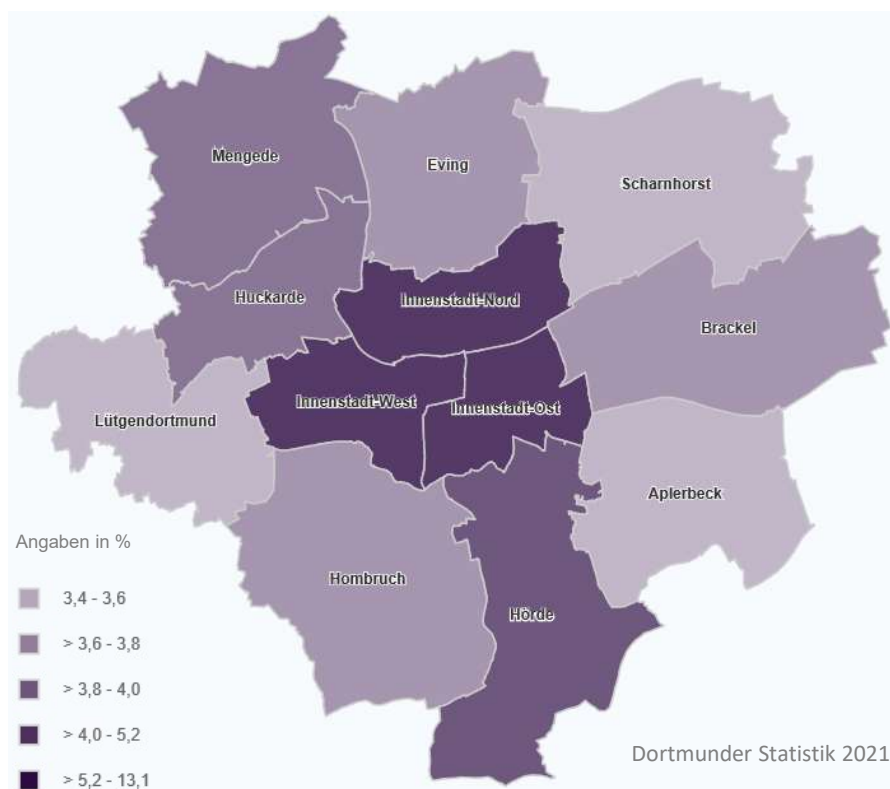 Mengede
Eving
Scharnhorst
Huckarde
Innenstadt-Nord
Brackel
Innenstadt-West
Innenstadt-Ost
Lütgendortmund
Aplerbeck
Hombruch
Hörde
Angaben in %
3,4 - 3,6
> 3,6 - 3,8
> 3,8 - 4,0
> 4,0 - 5,2
> 5,2 - 13,1
Dortmunder Statistik 2021